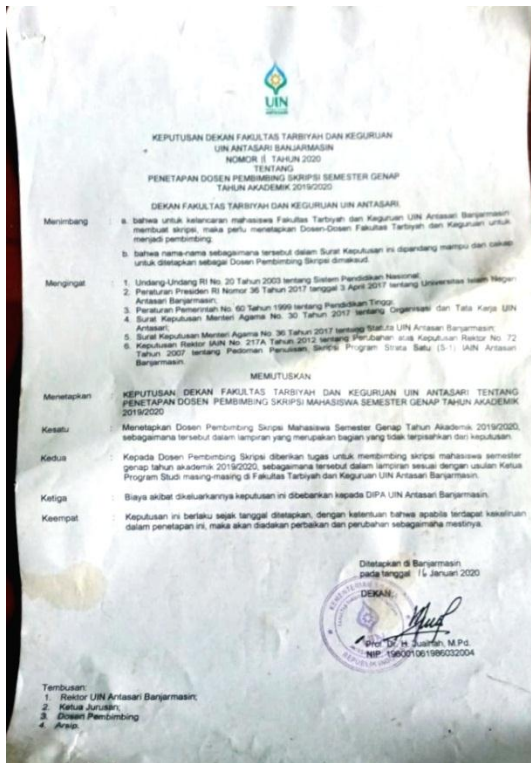 UIN
ANTASARI
KEPUTUSAN DEKAN FAKULTAS TARBIYAH DAN KEGURUAN
UIN ANTASARI BANJARMASIN
NOMOR 11 TAHUN 2020
TENTANG
PENETAPAN DOSEN PEMBIMBING SKRIPSI SEMESTER GENAP
TAHUN AKADEMIK 2019/2020
DEKAN FAKULTAS TARBIYAH DAN KEGURUAN UIN ANTASARI.
Menimbang : a. bahwa untuk kelancaran mahasiswa Fakultas Tarbiyah dan Keguruan UIN Antasari Banjarmasin
membuat skripsi, maka perlu menetapkan Dosen-Dosen Fakultas Tarbiyah dan Keguruan untuk
menjadi pembimbing.
b. bahwa nama-nama sebagaimana tersebut dalam Surat Keputusan ini dipandang mampu dan cakap
untuk ditetapkan sebagai Dosen Pembimbing Skripsi dimaksud.
Mengingat : 1. Undang-Undang RI No. 20 Tahun 2003 tentang Sistem Pendidikan Nasional;
2. Peraturan Presiden RI Nomor 36 Tahun 2017 tanggal 3 April 2017 tentang Universitas Islam Negeri
Antasari Banjarmasin;
3. Peraturan Pemerintah No. 60 Tahun 1999 tentang Pendidikan Tinggi;
4. Surat Keputusan Menteri Agama No. 30 Tahun 2017 tentang Organisasi dan Tata Kerja UIN
Antasari;
5. Surat Keputusan Menteri Agama No. 36 Tahun 2017 tentang Statuta UIN Antasari Banjarmasin;
6. Keputusan Rektor IAIN No. 217A Tahun 2012 tentang Perubahan atas Keputusan Rektor No. 72
Tahun 2007 tentang Pedoman Penulisan Skripsi Program Strata Satu (S-1) IAIN Antasari
Banjarmasin.
MEMUTUSKAN
Menetapkan : KEPUTUSAN DEKAN FAKULTAS TARBIYAH DAN KEGURUAN UIN ANTASARI TENTANG
PENETAPAN DOSEN PEMBIMBING SKRIPSI MAHASISWA SEMESTER GENAP TAHUN AKADEMIK
2019/2020
Kesatu : Menetapkan Dosen Pembimbing Skripsi Mahasiswa Semester Genap Tahun Akademik 2019/2020,
sebagaimana tersebut dalam lampiran yang merupakan bagian yang tidak terpisahkan dari keputusan.
Kedua : Kepada Dosen Pembimbing Skripsi diberikan tugas untuk membimbing skripsi mahasiswa semester
genap tahun akademik 2019/2020, sebagaimana tersebut dalam lampiran sesuai dengan usulan Ketua
Program Studi masing-masing di Fakultas Tarbiyah dan Keguruan UIN Antasari Banjarmasin.
Ketiga : Biaya akibat dikeluarkannya keputusan ini dibebankan kepada DIPA UIN Antasari Banjarmasin.
Keempat : Keputusan ini berlaku sejak tanggal ditetapkan, dengan ketentuan bahwa apabila terdapat kekeliruan
dalam penetapan ini, maka akan diadakan perbaikan dan perubahan sebagaimana mestinya.
Ditetapkan di Banjarmasin
pada tanggal 16 Januari 2020
DEKAN,
Prof. Dr. H. Juairiah, M.Pd.
NIP. 196001061986032004
Tembusan:
1. Rektor UIN Antasari Banjarmasin;
2. Ketua Jurusan;
3. Dosen Pembimbing
4. Arsip.